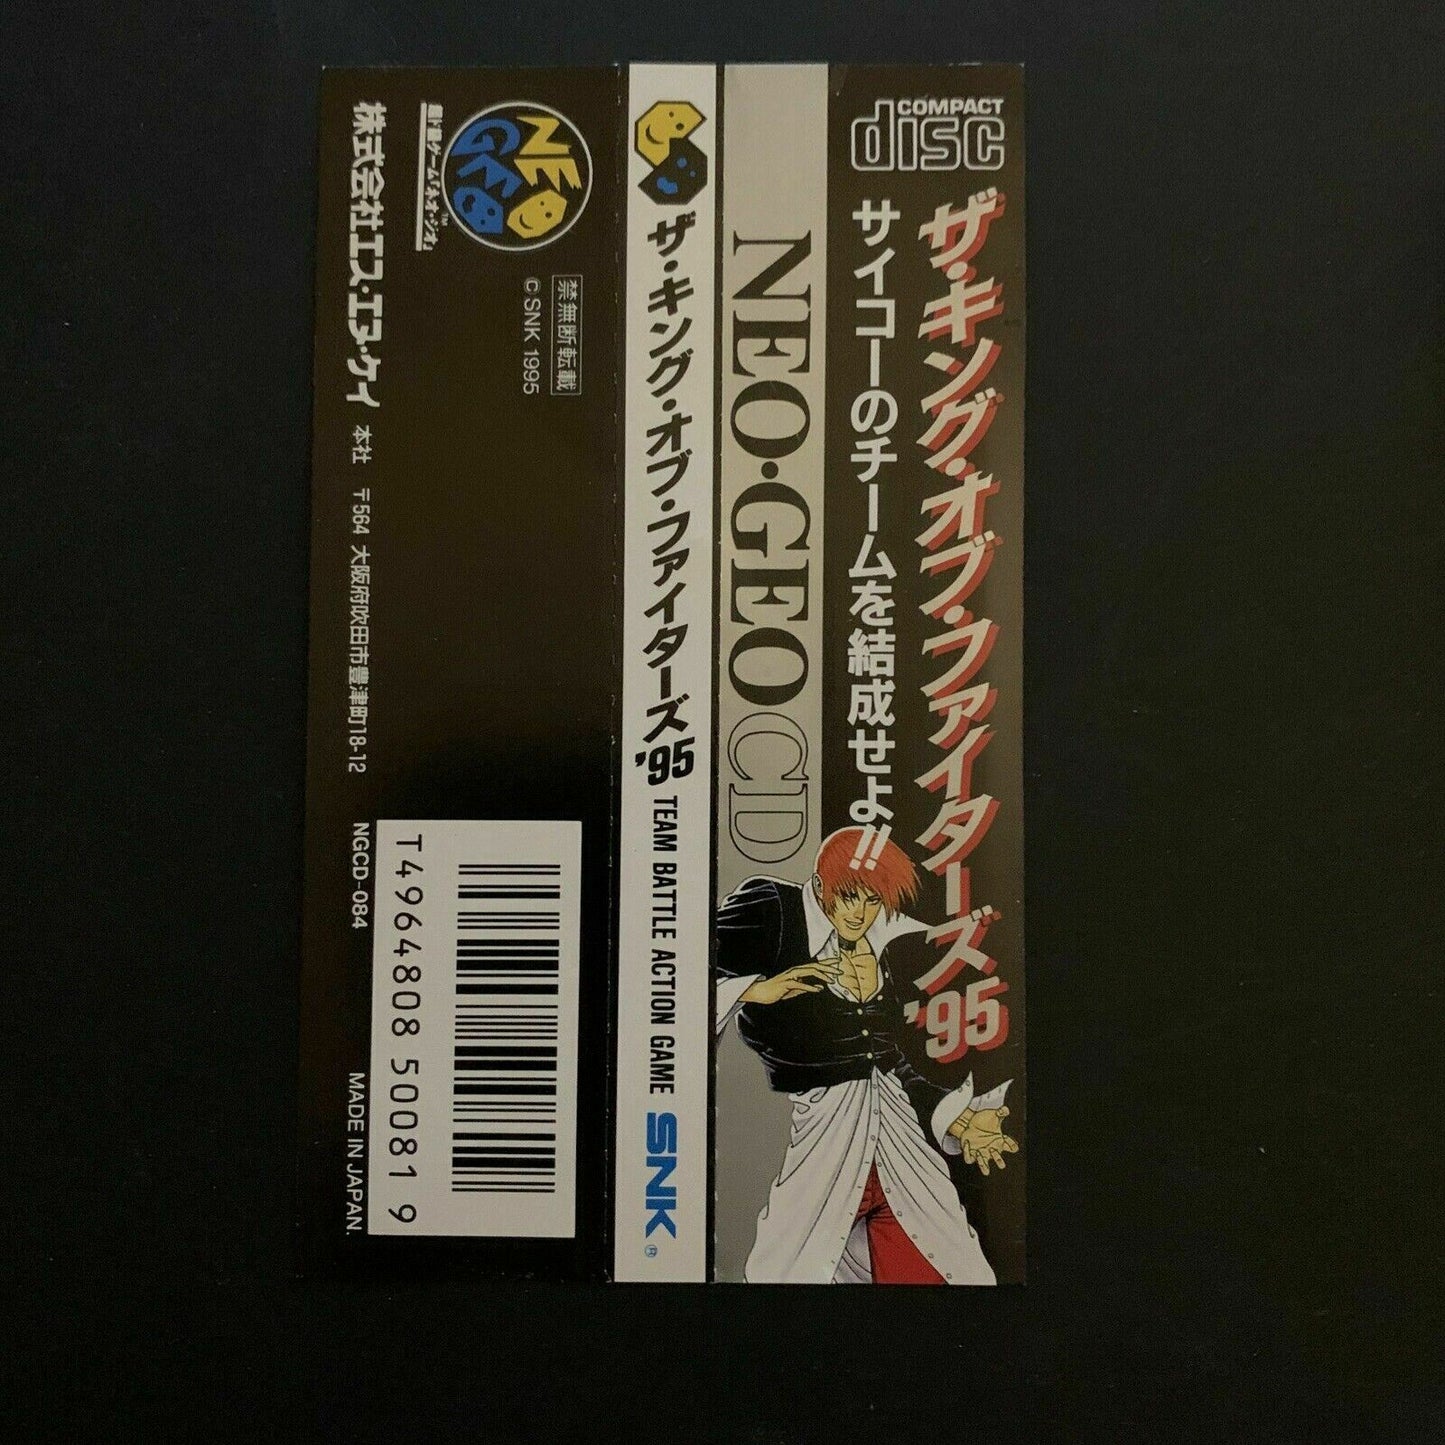 COMPACT
disc
ザ・キング・オブ・ファイターズ'95
サイコーのチームを結成せよ!!
NEO・GEO CD
ザ・キング・オブ・ファイターズ'95 TEAM BATTLE ACTION GAME SNK®
NEO
GEO
™
禁無断転載
©SNK 1995
株式会社エス・エヌ・ケイ 本社 〒564 大阪府吹田市豊津町18-12 NGCD-084 MADE IN JAPAN.
T4964808 500819